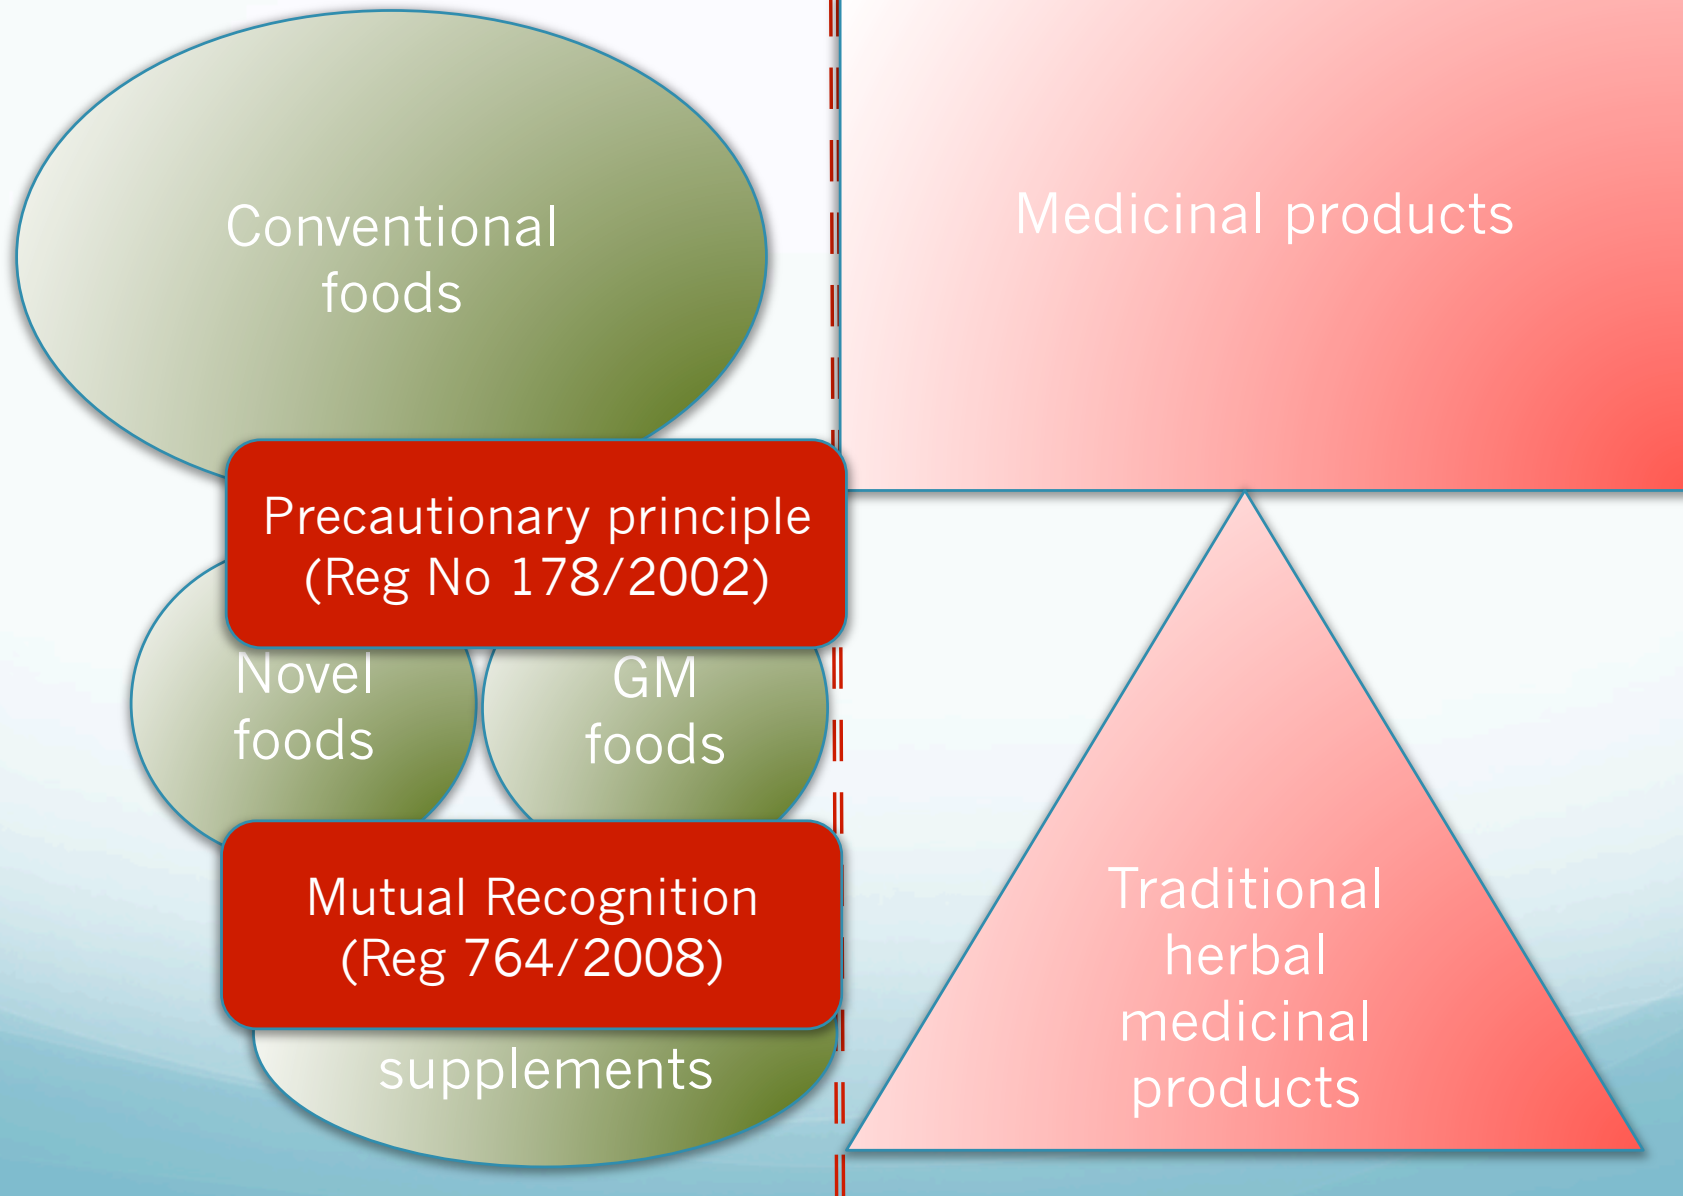 Conventional
foods
Medicinal products
Precautionary principle
(Reg No 178/2002)
Novel
foods
GM
foods
Mutual Recognition
(Reg 764/2008)
supplements
Traditional
herbal
medicinal
products